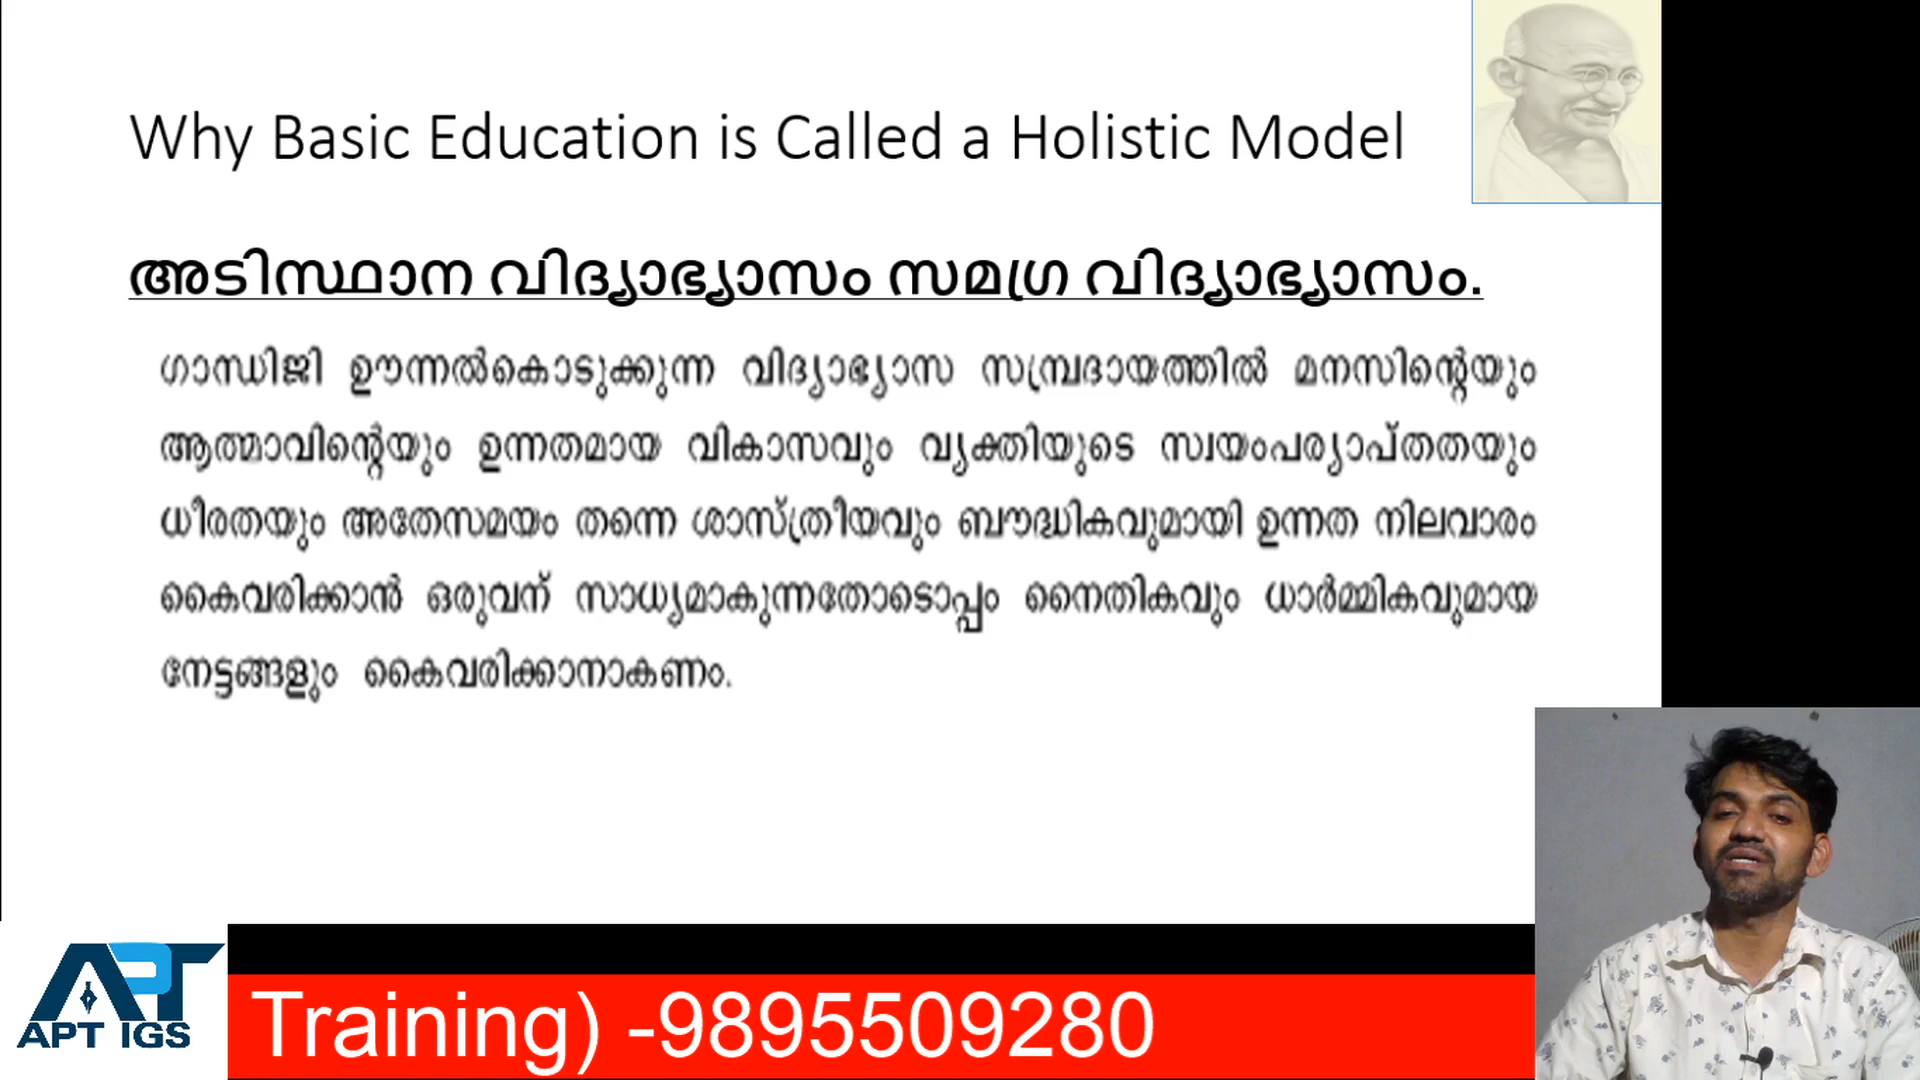 Why Basic Education is Called a Holistic Model
അടിസ്ഥാന വിദ്യാഭ്യാസം സമഗ്ര വിദ്യാഭ്യാസം.
ഗാന്ധിജി ഊന്നൽകൊടുക്കുന്ന വിദ്യാഭ്യാസ സമ്പ്രദായത്തിൽ മനസിന്റെയും
ആത്മാവിന്റെയും ഉന്നതമായ വികാസവും വ്യക്തിയുടെ സ്വയംപര്യാപ്തതയും
ധീരതയും അതേസമയം തന്നെ ശാസ്ത്രീയവും ബൗദ്ധികവുമായി ഉന്നത നിലവാരം
കൈവരിക്കാൻ ഒരുവന് സാധ്യമാകുന്നതോടൊപ്പം നൈതികവും ധാർമ്മികവുമായ
നേട്ടങ്ങളും കൈവരിക്കാനാകണം.
APT
APT IGS
Training) -9895509280